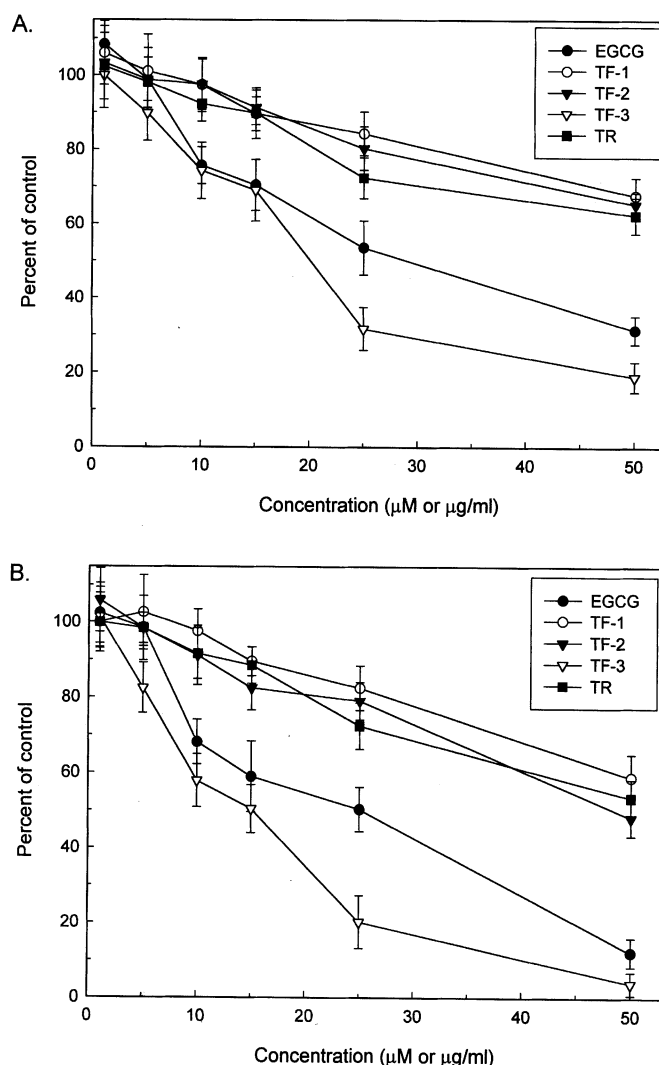 A.
EGCG
TF-1
TF-2
TF-3
TR
100
80
60
40
20
0
Percent of control
0 10 20 30 40 50
Concentration (μM or μg/ml)
B.
EGCG
TF-1
TF-2
TF-3
TR
100
80
60
40
20
0
Percent of control
0 10 20 30 40 50
Concentration (μM or μg/ml)